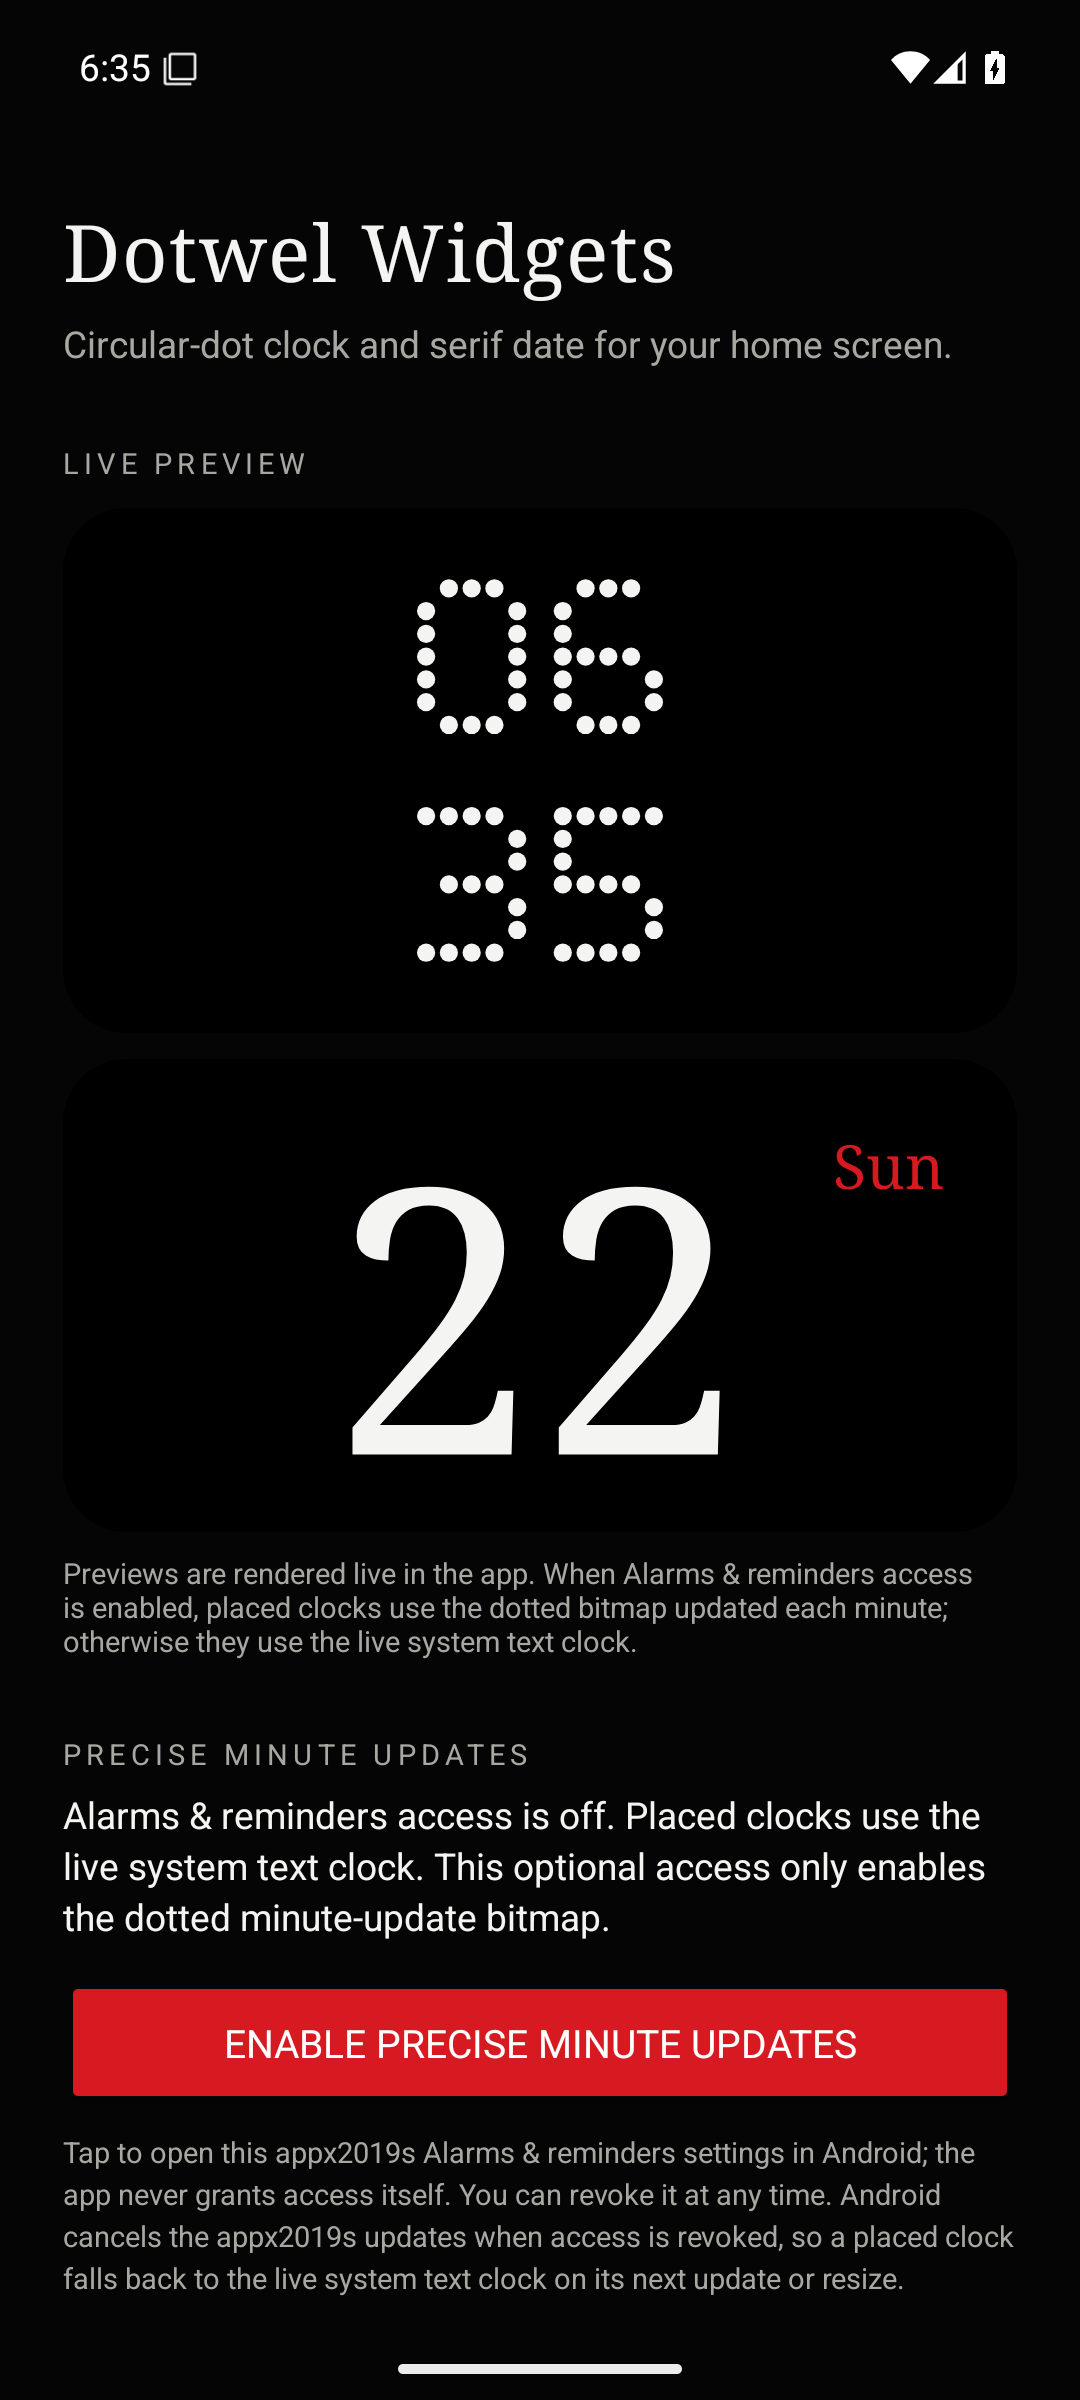 6:35
Dotwel Widgets
Circular-dot clock and serif date for your home screen.
LIVE PREVIEW
06
35
Sun
22
Previews are rendered live in the app. When Alarms & reminders access
is enabled, placed clocks use the dotted bitmap updated each minute;
otherwise they use the live system text clock.
PRECISE MINUTE UPDATES
Alarms & reminders access is off. Placed clocks use the
live system text clock. This optional access only enables
the dotted minute-update bitmap.
ENABLE PRECISE MINUTE UPDATES
Tap to open this appx2019s Alarms & reminders settings in Android; the
app never grants access itself. You can revoke it at any time. Android
cancels the appx2019s updates when access is revoked, so a placed clock
falls back to the live system text clock on its next update or resize.